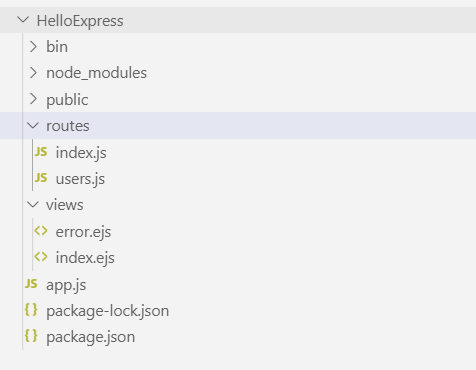 HelloExpress
bin
node_modules
public
routes
JS index.js
JS users.js
views
<> error.ejs
<> index.ejs
JS app.js
{} package-lock.json
{} package.json